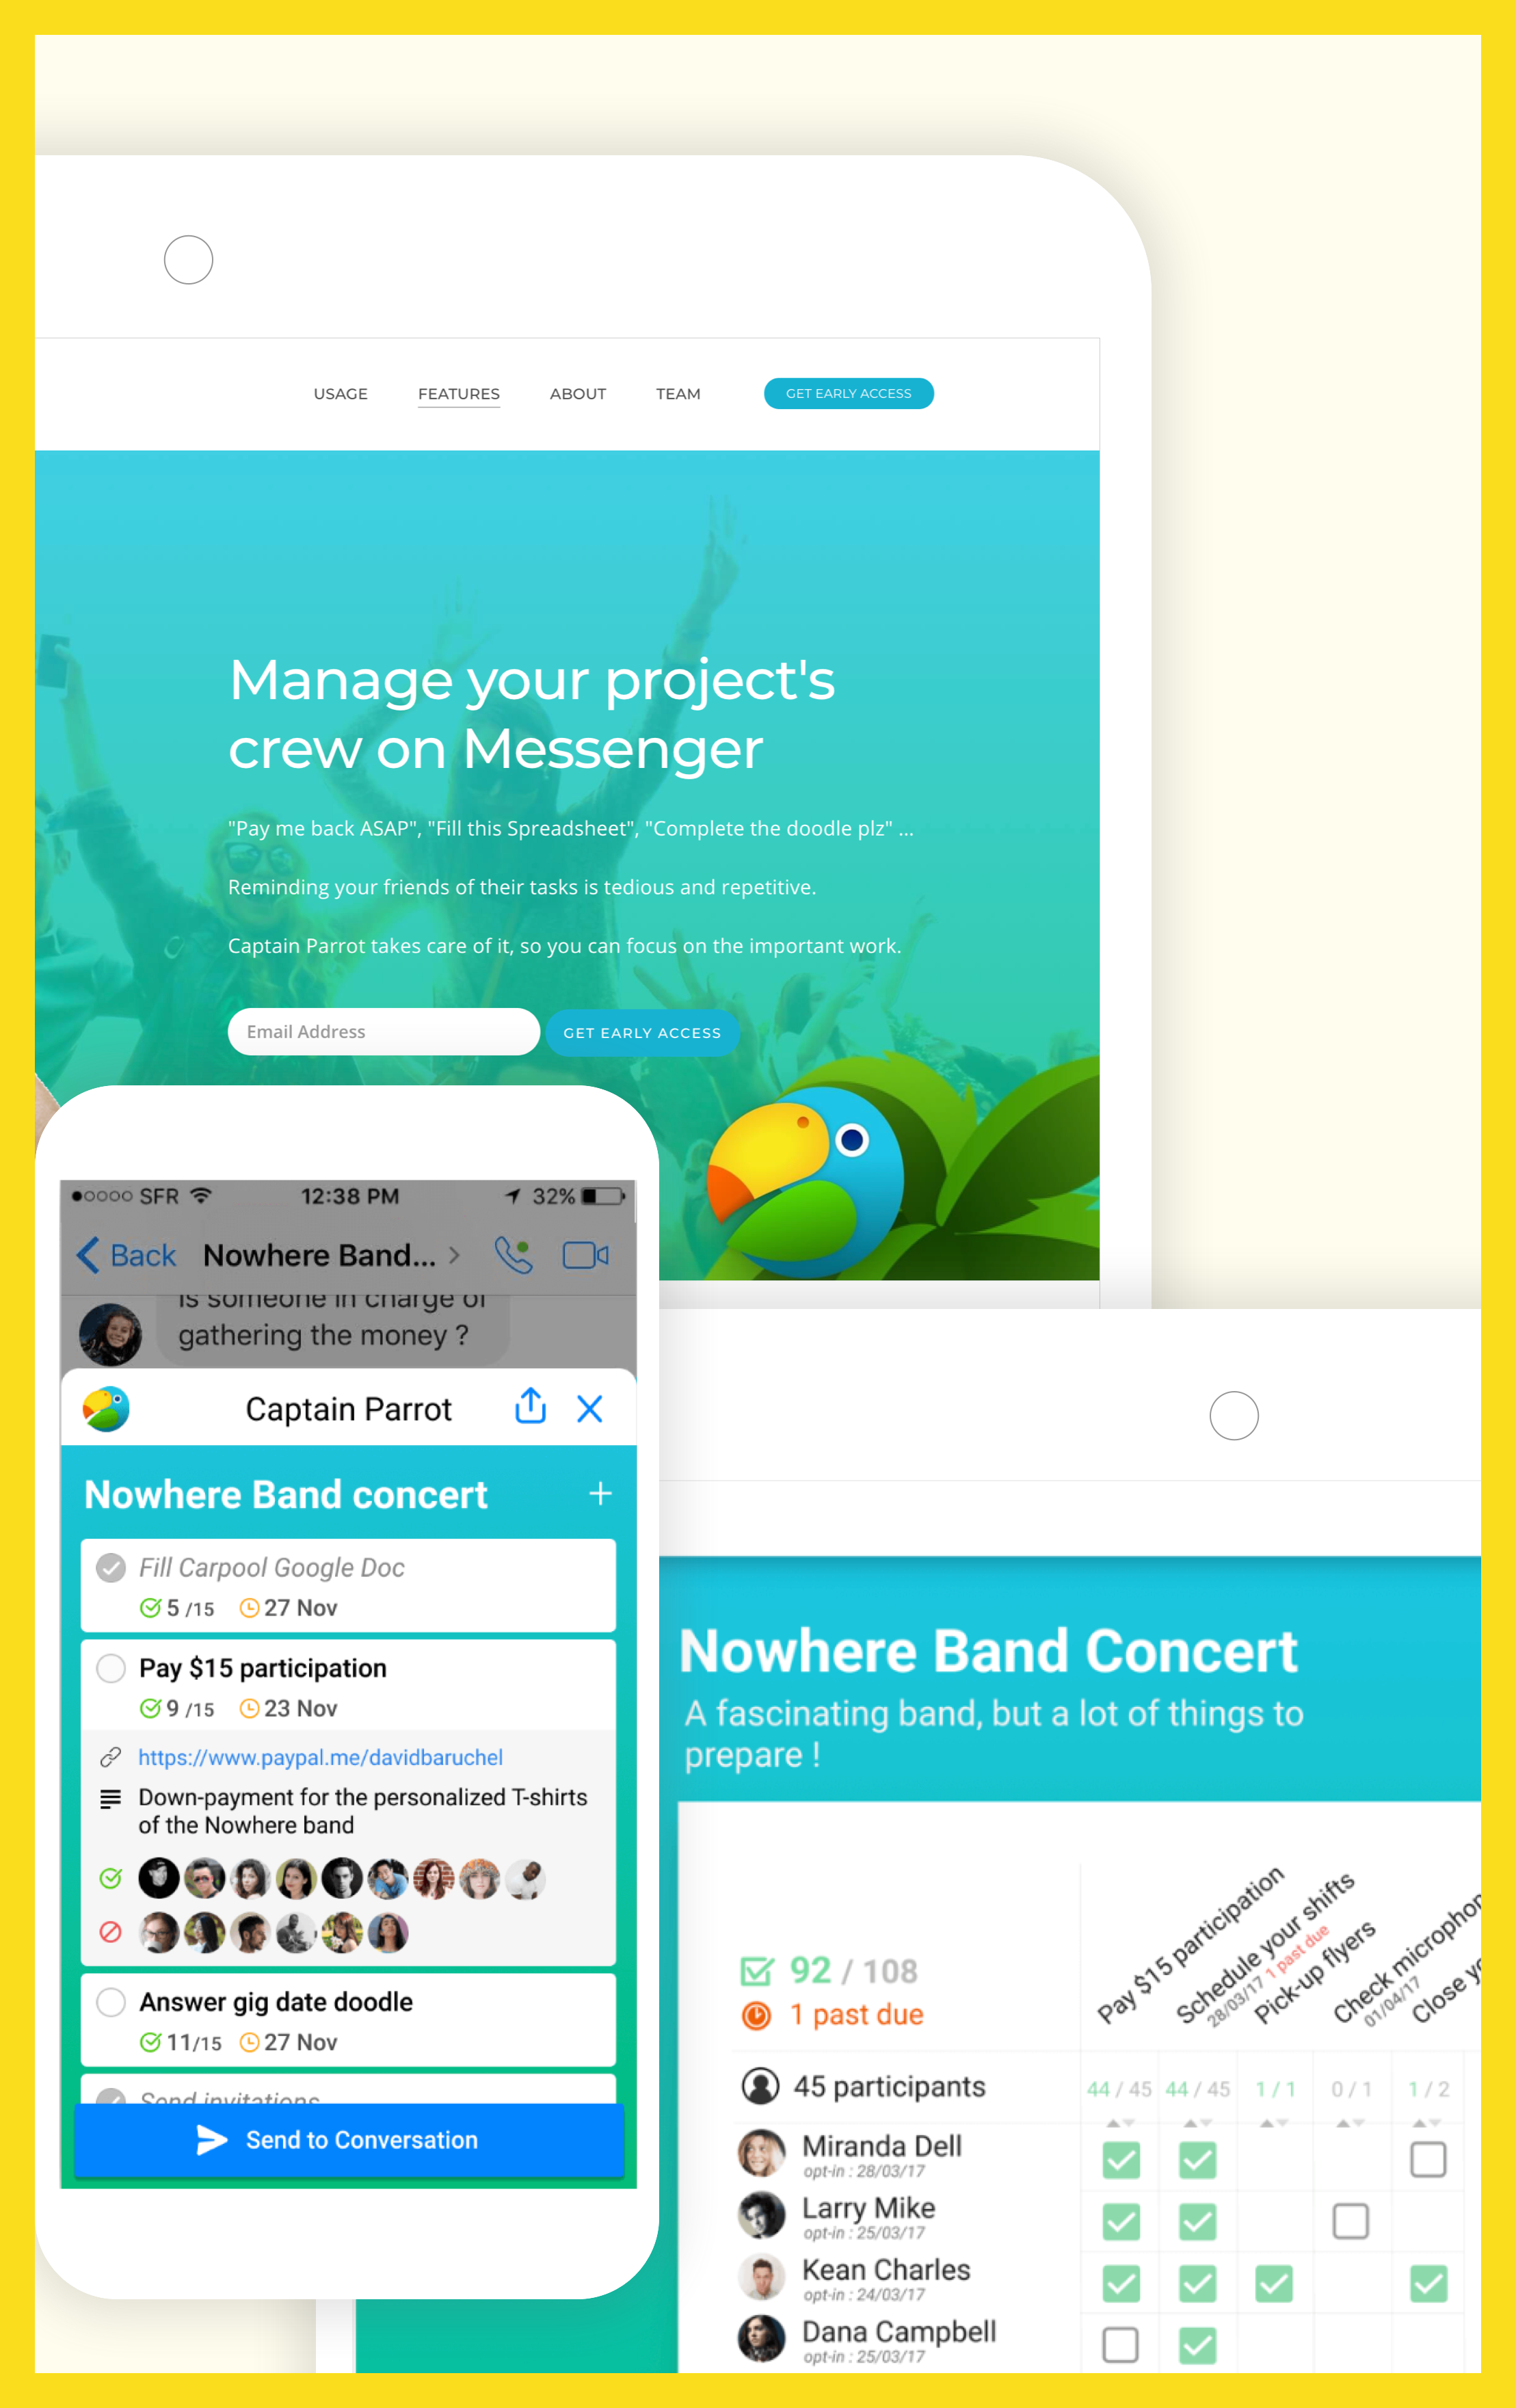 USAGE FEATURES ABOUT TEAM GET EARLY ACCESS
Manage your project's
crew on Messenger
"Pay me back ASAP", "Fill this Spreadsheet", "Complete the doodle plz" ...
Reminding your friends of their tasks is tedious and repetitive.
Captain Parrot takes care of it, so you can focus on the important work.
Email Address GET EARLY ACCESS
SFR 12:38 PM 32%
Back Nowhere Band... >
is someone in charge of
gathering the money ?
Captain Parrot
Nowhere Band concert +
Fill Carpool Google Doc
5 /15 27 Nov
Pay $15 participation
9 /15 23 Nov
https://www.paypal.me/davidbaruchel
Down-payment for the personalized T-shirts
of the Nowhere band
Answer gig date doodle
11/15 27 Nov
Send invitations
Send to Conversation
Nowhere Band Concert
A fascinating band, but a lot of things to
prepare !
Pay $15 participation
Schedule your shifts
28/03/17 1 past due
Pick-up flyers
Check microphon
01/04/17
Close yo
92 / 108
1 past due
45 participants 44 / 45 44 / 45 1 / 1 0 / 1 1 / 2
Miranda Dell
opt-in : 28/03/17
Larry Mike
opt-in : 25/03/17
Kean Charles
opt-in : 24/03/17
Dana Campbell
opt-in : 25/03/17